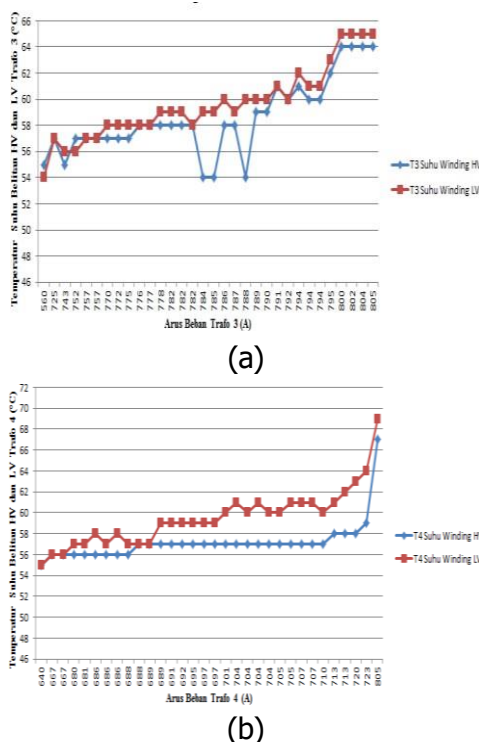 Temperatur Suhu Belitan HV dan LV Trafo 3 (°C)
66
64
62
60
58
56
54
52
50
48
46
560 725 743 752 757 757 770 772 775 776 777 778 782 782 782 784 785 786 787 788 789 790 791 792 794 794 794 795 800 802 804 805
Arus Beban Trafo 3 (A)
T3 Suhu Winding HV
T3 Suhu Winding LV
(a)
Temperatur Suhu Belitan HV dan LV Trafo 4 (°C)
72
70
68
66
64
62
60
58
56
54
52
50
48
46
640 667 667 680 681 686 686 686 688 688 689 689 691 692 695 697 697 701 704 704 704 705 705 707 707 710 713 713 720 723 805
Arus Beban Trafo 4 (A)
T4 Suhu Winding H
T4 Suhu Winding LV
(b)